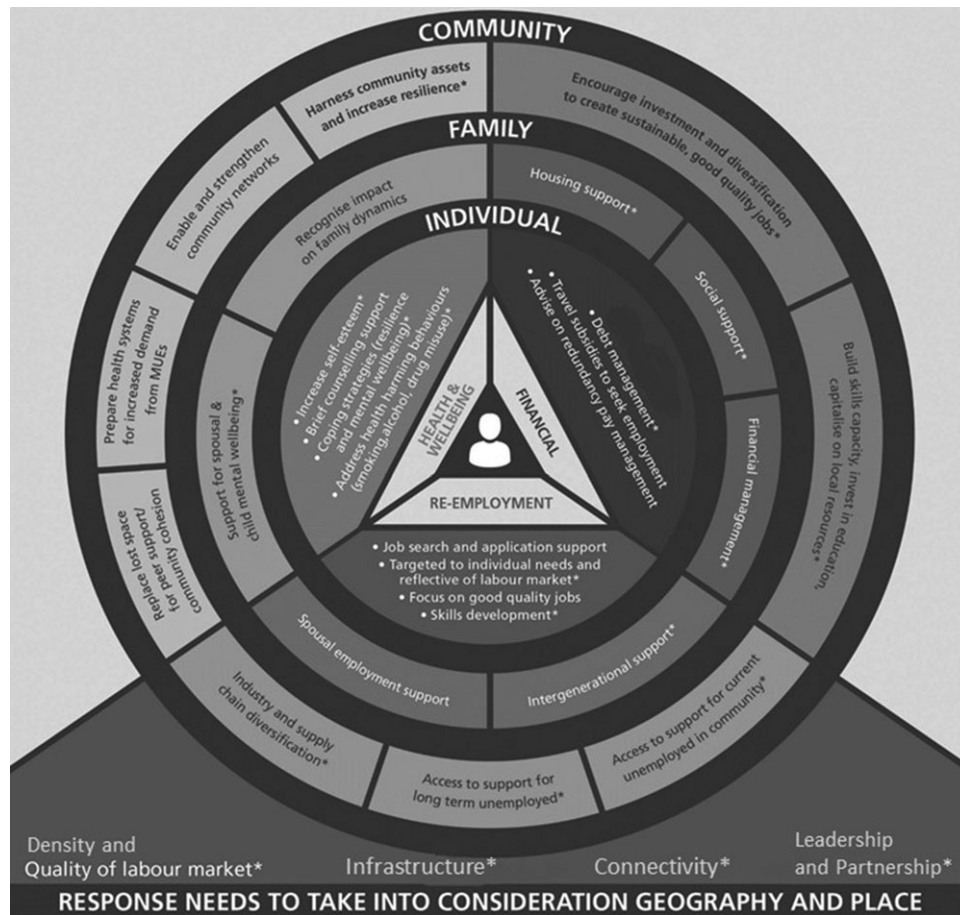 COMMUNITY
Harness community assets
and increase resilience*
Encourage investment and diversification
to create sustainable, good quality jobs*
Enable and strengthen
community networks
Build skills capacity, invest in education,
capitalise on local resources*
Prepare health systems
for increased demand
from MUEs
Replace lost space
for peer support/
community cohesion
Industry and supply
chain diversification*
Access to support for
long term unemployed*
Access to support for current
unemployed in community*
FAMILY
Recognise impact
on family dynamics
Housing support*
Social support*
Support for spousal &
child mental wellbeing*
Financial management*
Spousal employment support
Intergenerational support*
INDIVIDUAL
• Increase self-esteem*
• Brief counselling support
• Coping strategies (resilience
and mental wellbeing)*
• Address health harming behaviours
(smoking,alcohol, drug misuse)*
• Debt management*
• Travel subsidies to seek employment
• Advise on redundancy pay management
HEALTH &
WELLBEING
FINANCIAL
RE-EMPLOYMENT
• Job search and application support
• Targeted to individual needs and
reflective of labour market*
• Focus on good quality jobs
• Skills development*
Density and
Quality of labour market*
Infrastructure*
Connectivity*
Leadership
and Partnership*
RESPONSE NEEDS TO TAKE INTO CONSIDERATION GEOGRAPHY AND PLACE